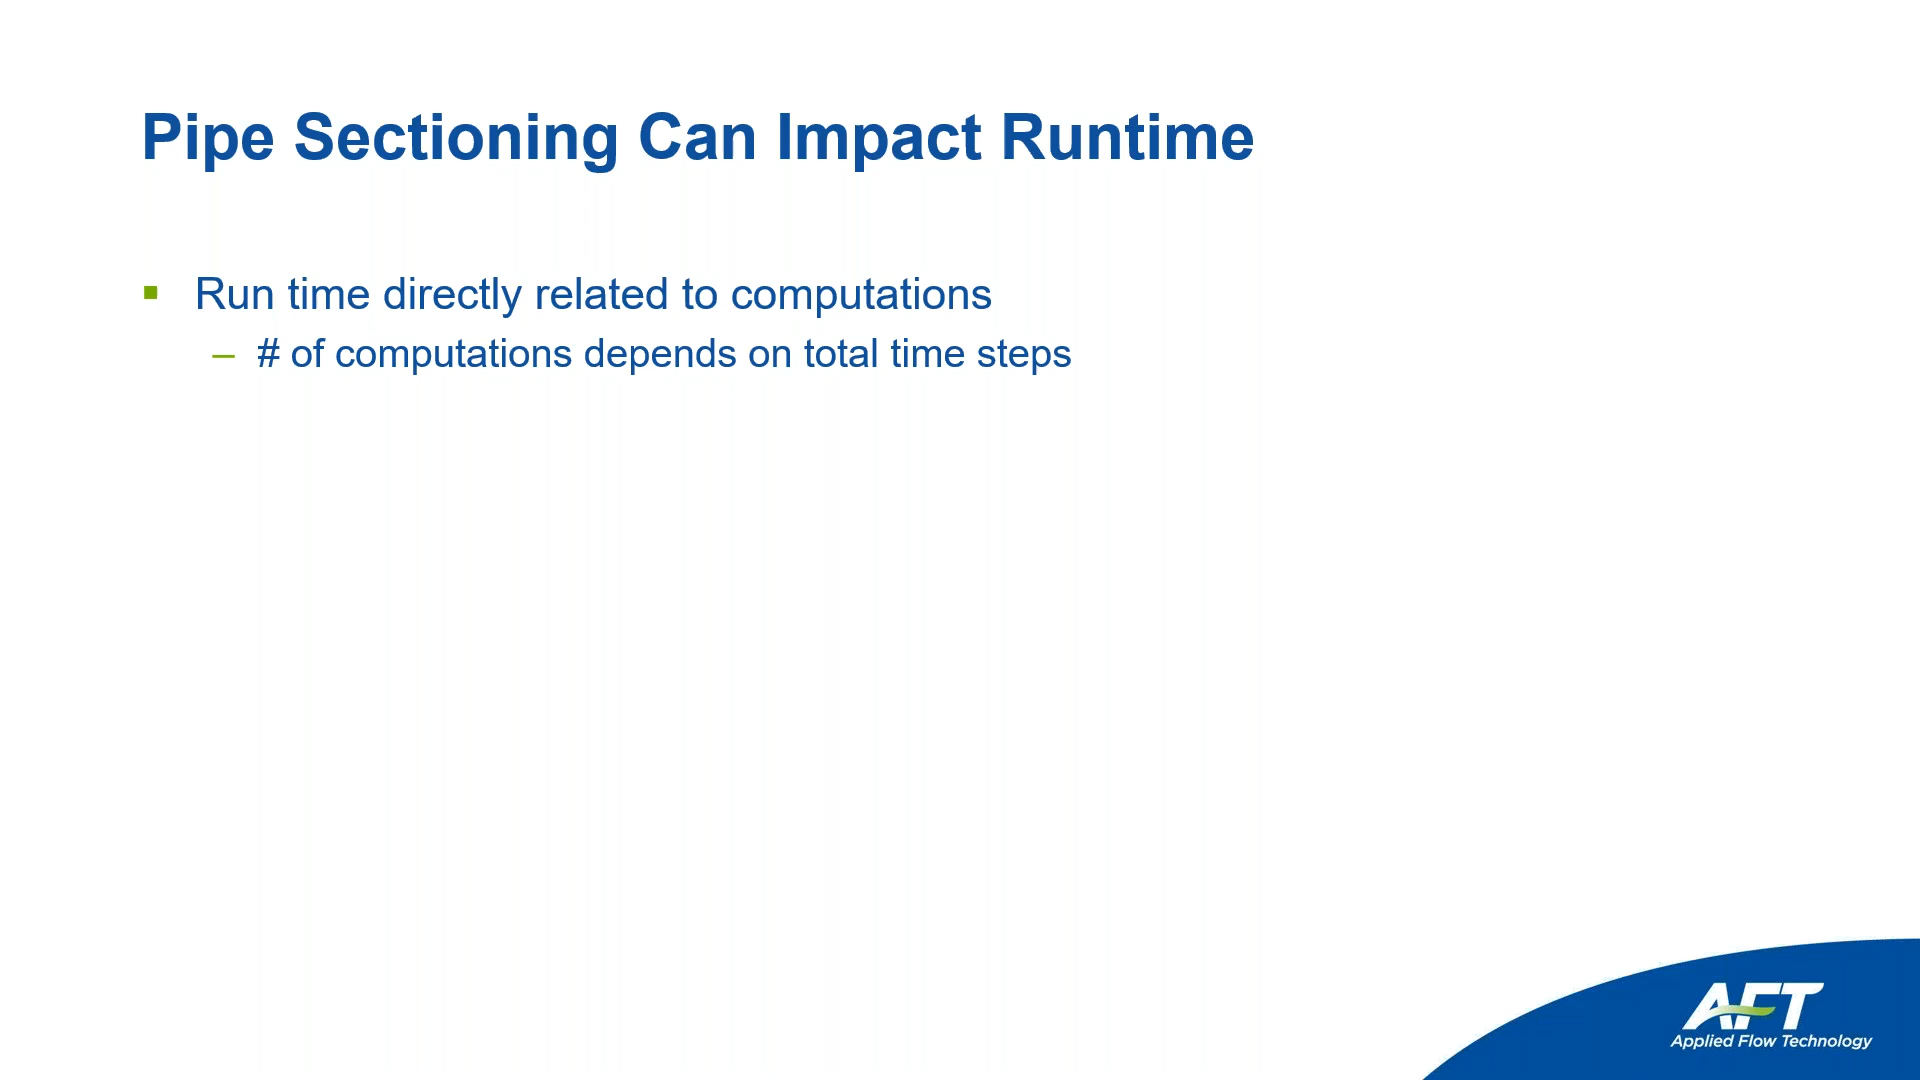 Pipe Sectioning Can Impact Runtime
▪ Run time directly related to computations
– # of computations depends on total time steps
AFT
Applied Flow Technology